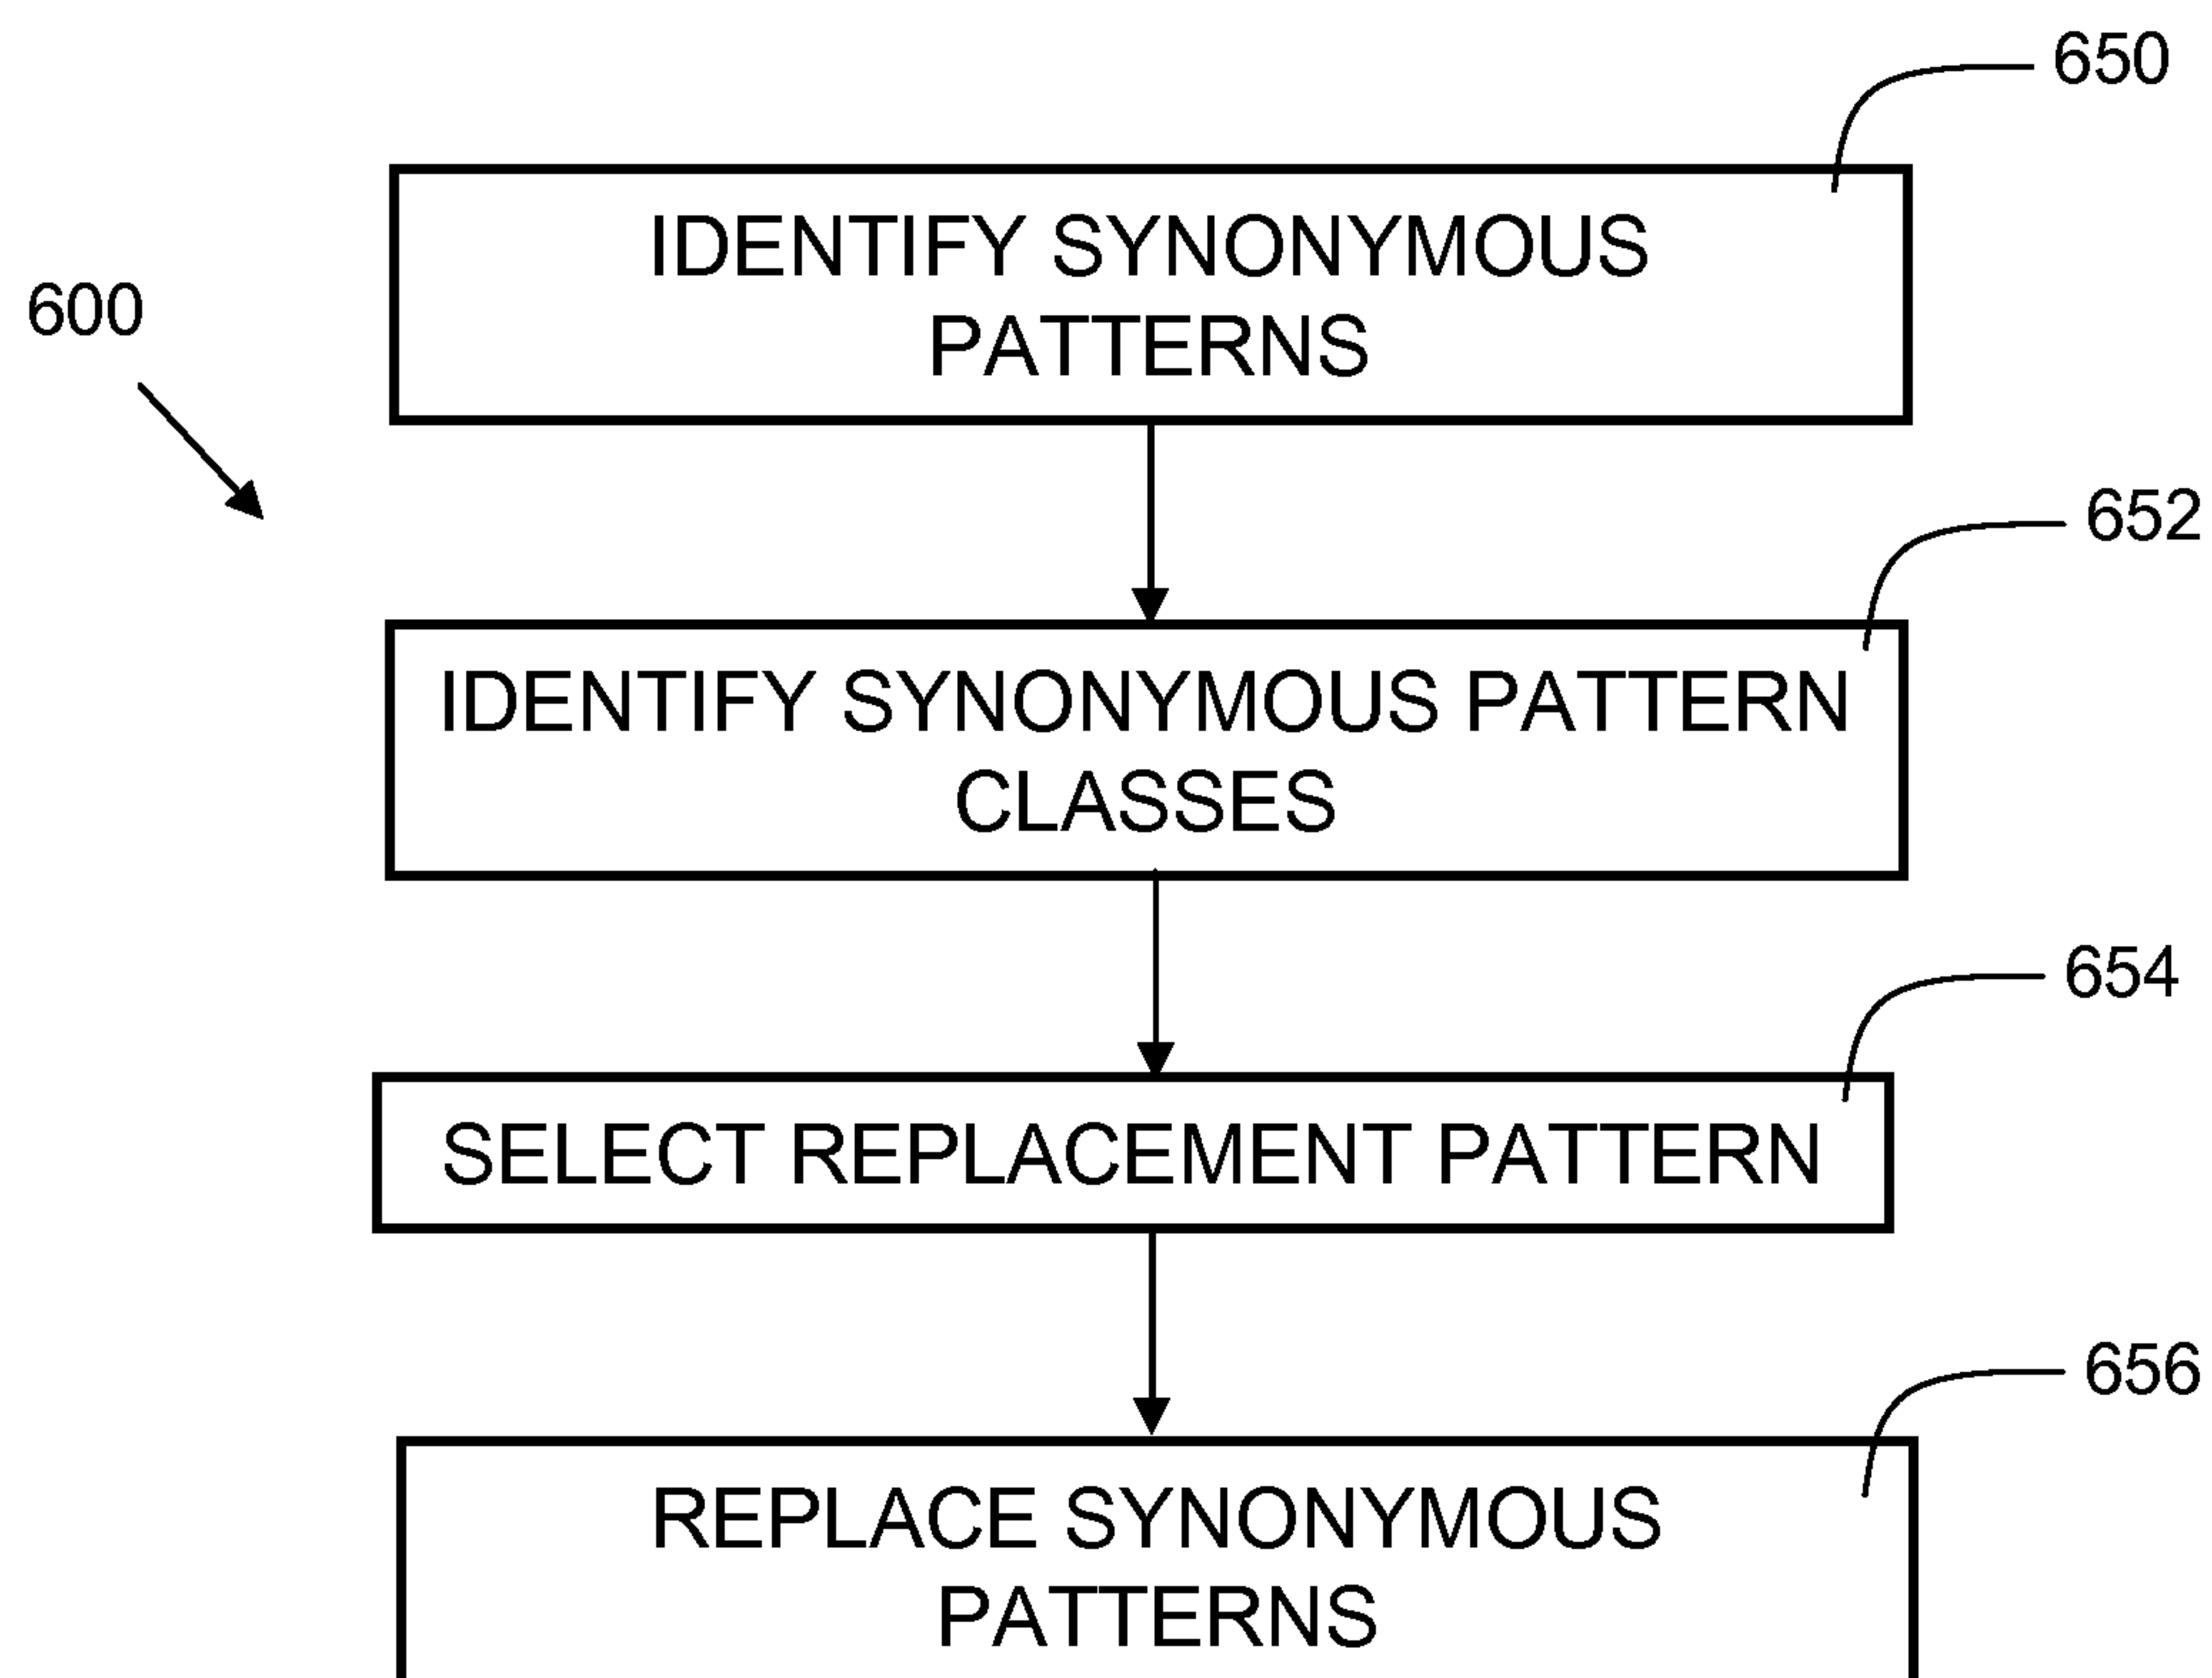 650
IDENTIFY SYNONYMOUS
PATTERNS
600
652
IDENTIFY SYNONYMOUS PATTERN
CLASSES
654
SELECT REPLACEMENT PATTERN
656
REPLACE SYNONYMOUS
PATTERNS